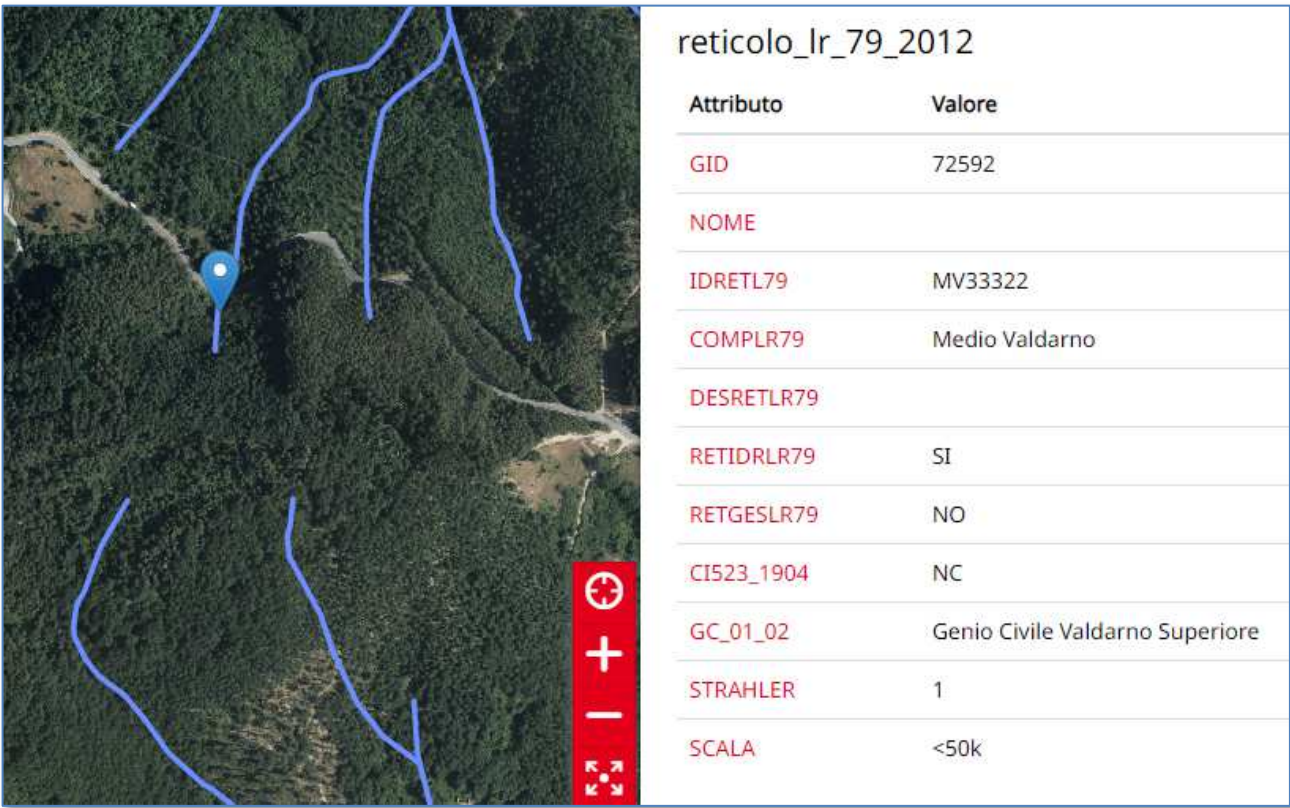 reticolo_lr_79_2012
Attributo Valore
GID 72592
NOME
IDRETL79 MV33322
COMPLR79 Medio Valdarno
DESRETLR79
RETIDRLR79 SI
RETGESLR79 NO
CI523_1904 NC
GC_01_02 Genio Civile Valdarno Superiore
STRAHLER 1
SCALA <50k